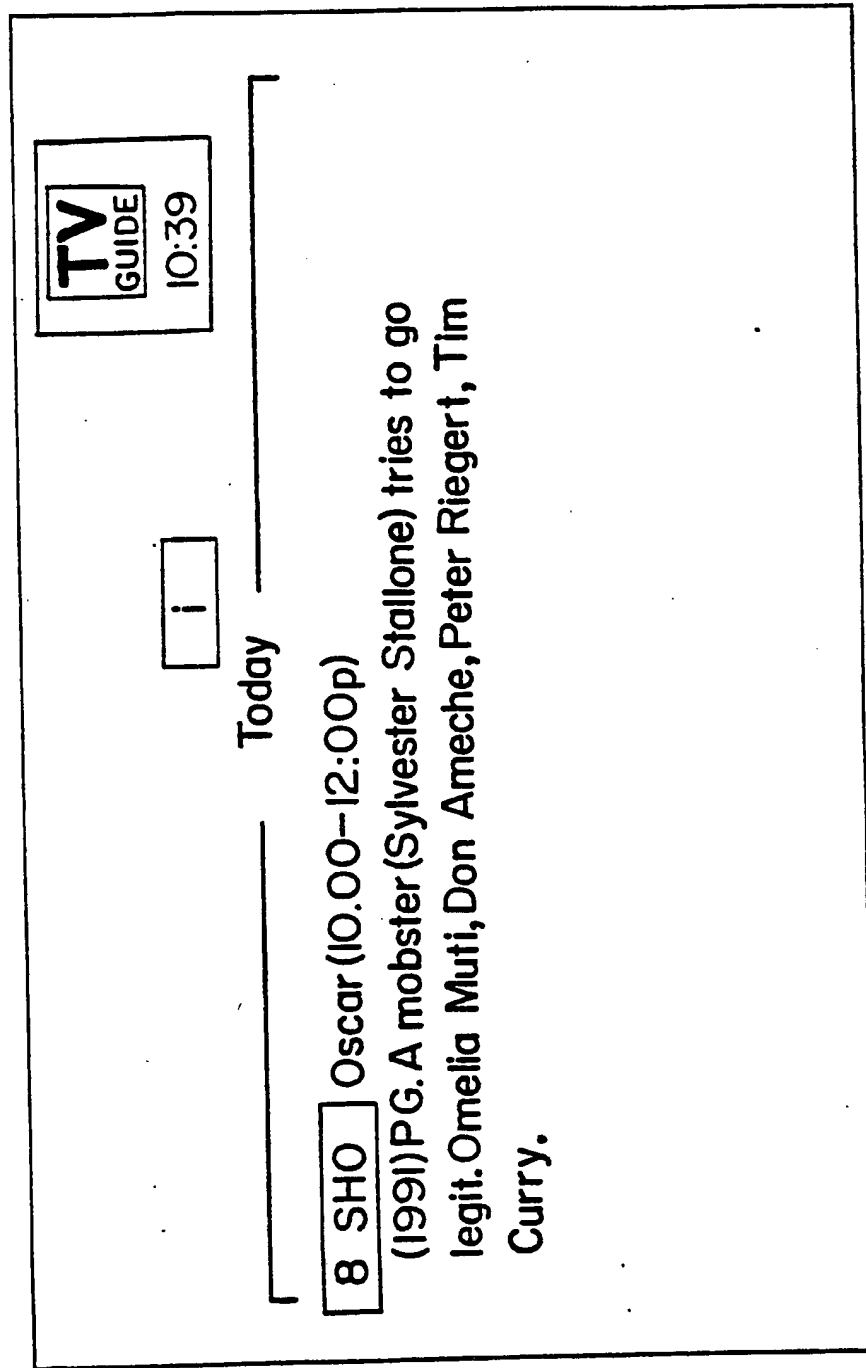 TV
GUIDE
10:39
i
Today
8 SHO Oscar (10.00-12:00p)
(1991) PG. A mobster (Sylvester Stallone) tries to go
legit. Omelia Muti, Don Ameche, Peter Riegert, Tim
Curry.